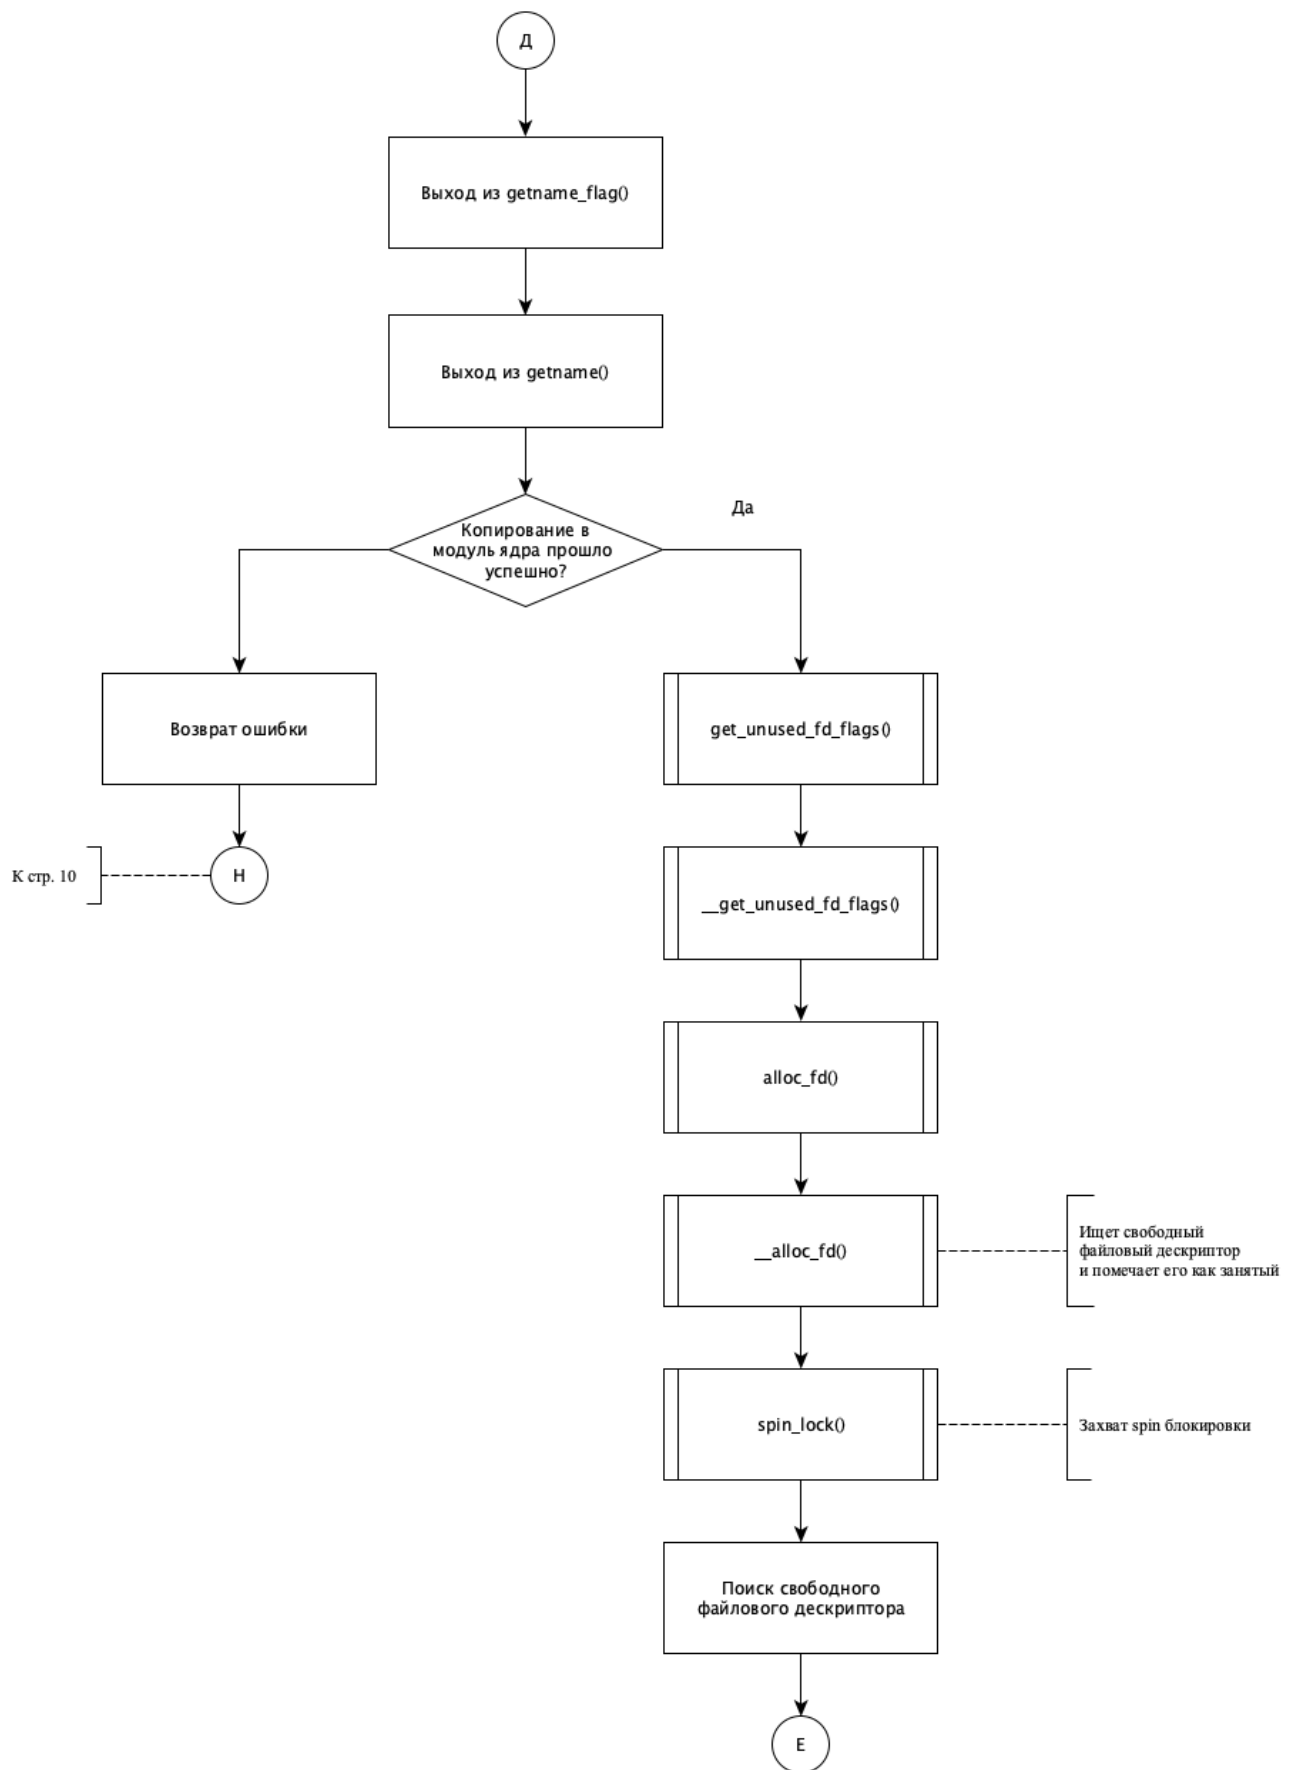 Д
Выход из getname_flag()
Выход из getname()
Да
Копирование в
модуль ядра прошло
успешно?
Возврат ошибки
get_unused_fd_flags()
К стр. 10
Н
__get_unused_fd_flags()
alloc_fd()
__alloc_fd()
Ищет свободный
файловый дескриптор
и помечает его как занятый
spin_lock()
Захват spin блокировки
Поиск свободного
файлового дескриптора
Е